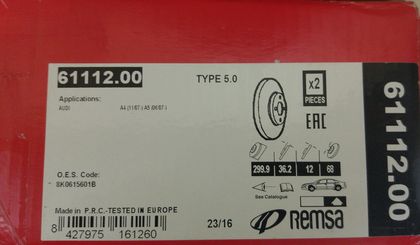 61112.00
TYPE 5.0
x2
PIECES
Applications:
AUDI A4 (11/07-) A5 (06/07-)
EAC
299.9 36.2 12 68
O.E.S. Code:
8K0615601B
See Catalogue
Made in P.R.C.-TESTED IN EUROPE
8 427975 161260
23/16
Remsa
61112.00